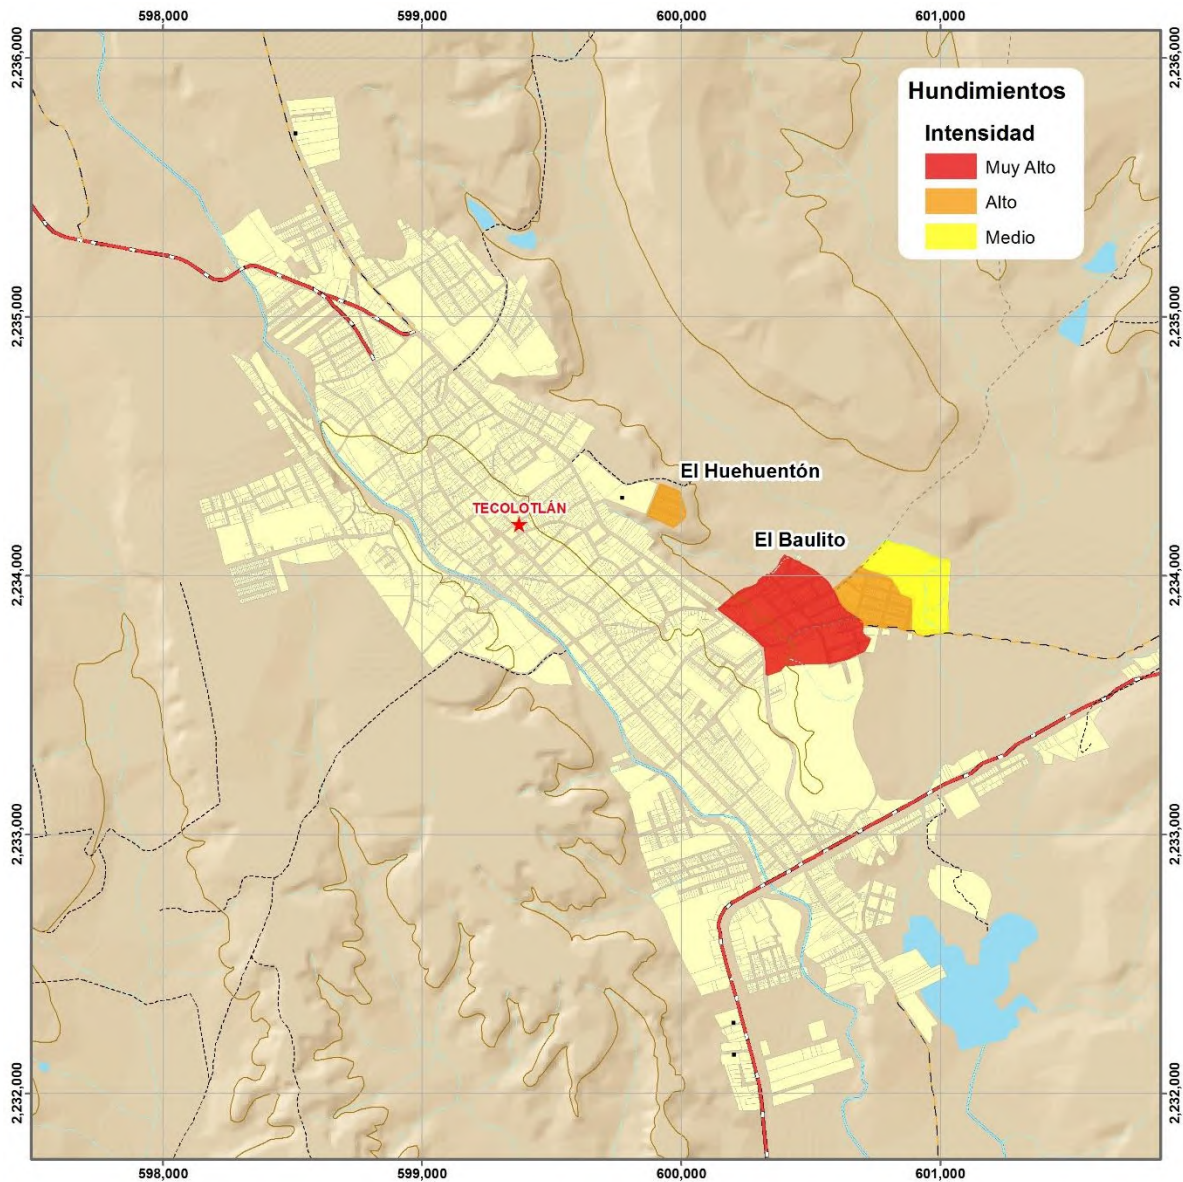 598,000
599,000
600,000
601,000
2,236,000
2,236,000
Hundimientos
Intensidad
Muy Alto
Alto
Medio
2,235,000
2,235,000
El Huehuentón
TECOLOTLÁN
El Baulito
2,234,000
2,234,000
2,233,000
2,233,000
2,232,000
2,232,000
598,000
599,000
600,000
601,000